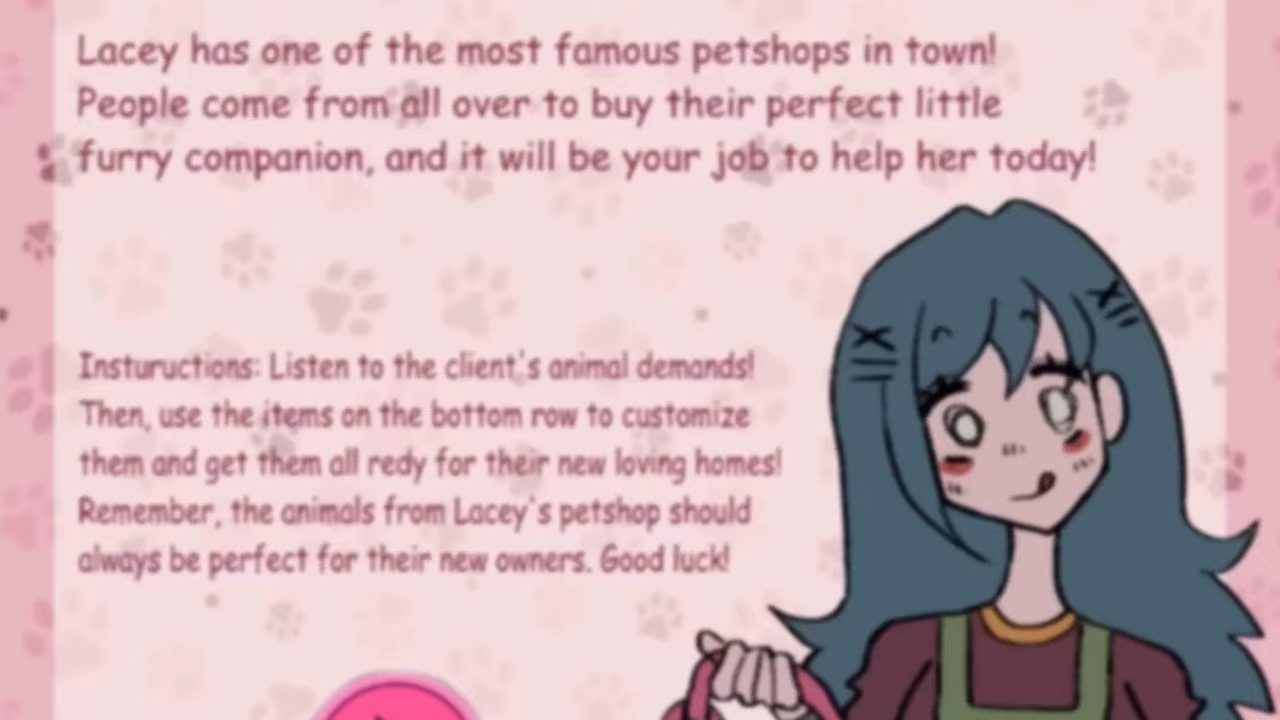 Lacey has one of the most famous petshops in town!
People come from all over to buy their perfect little
furry companion, and it will be your job to help her today!
Instuructions: Listen to the client's animal demands!
Then, use the items on the bottom row to customize
them and get them all redy for their new loving homes!
Remember, the animals from Lacey's petshop should
always be perfect for their new owners. Good luck!